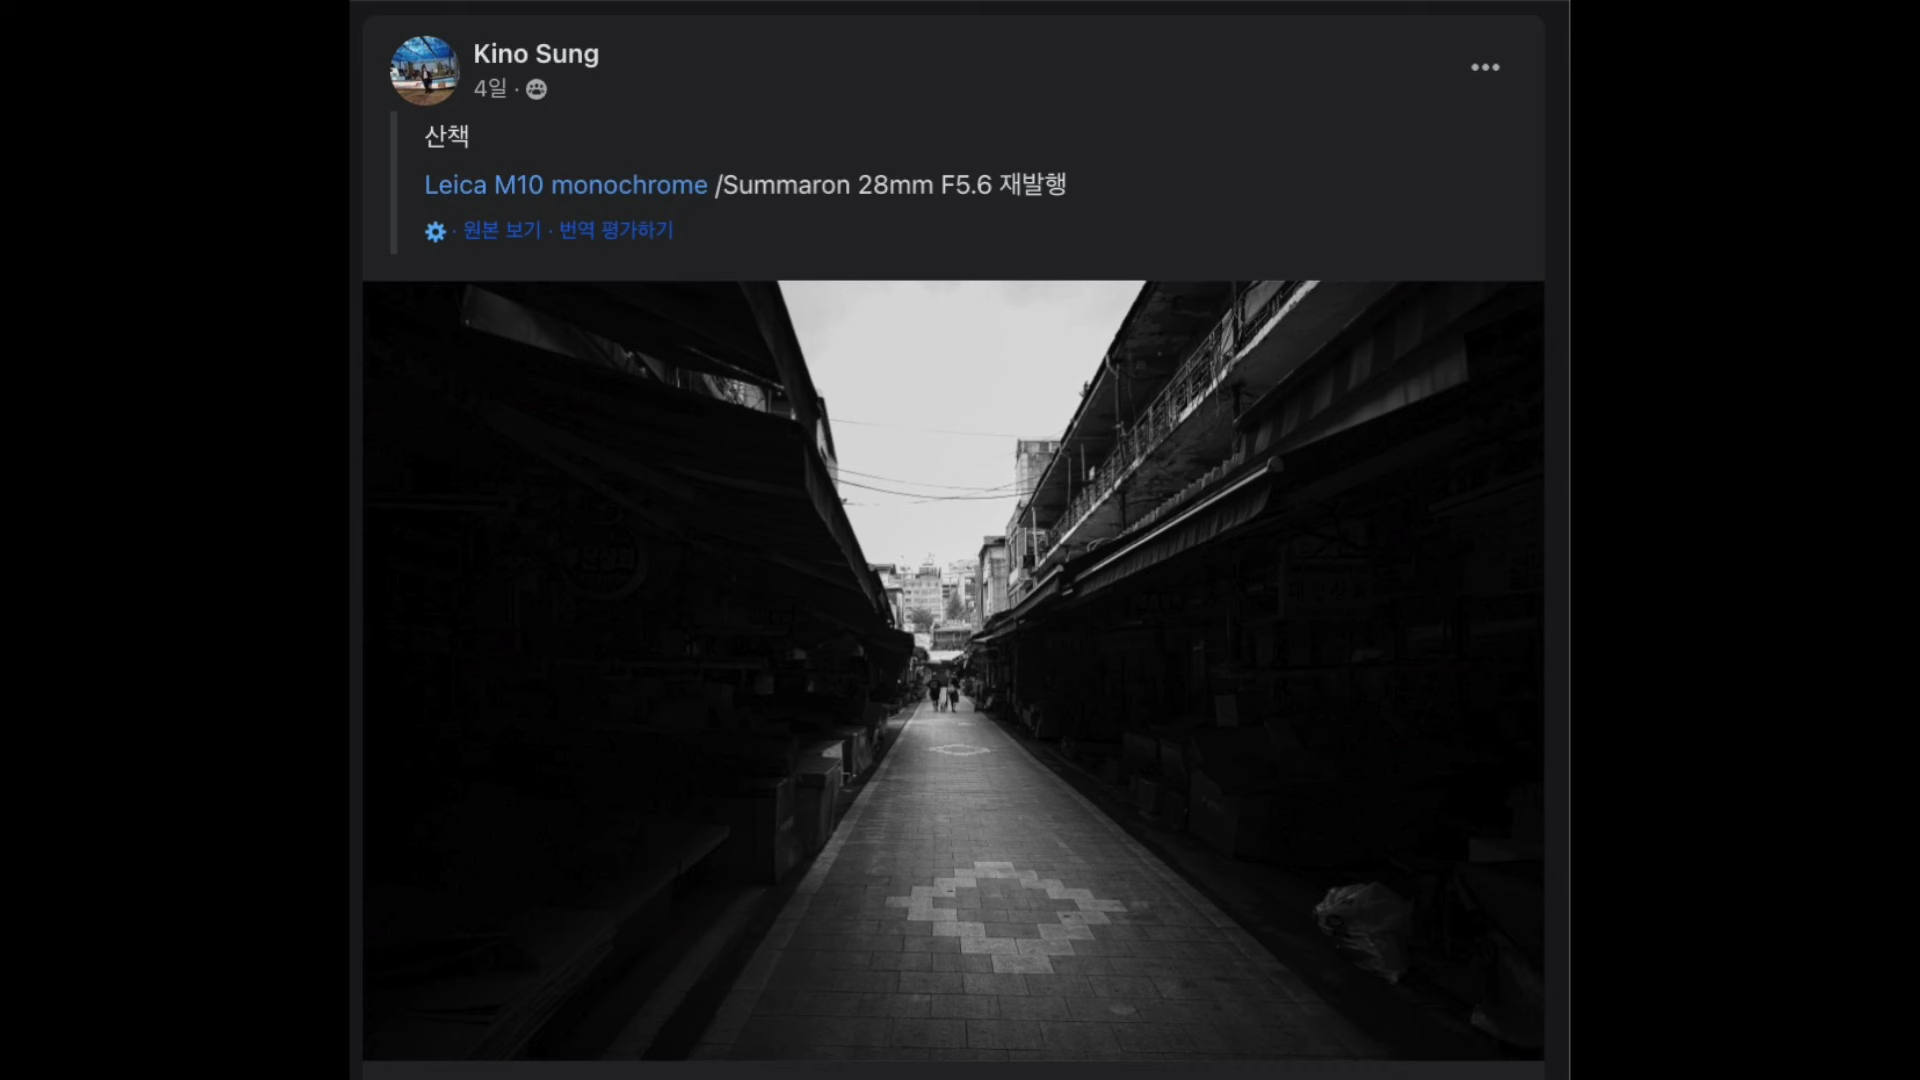 Kino Sung
4일 ·
산책
Leica M10 monochrome /Summaron 28mm F5.6 재발행
· 원본 보기 · 번역 평가하기